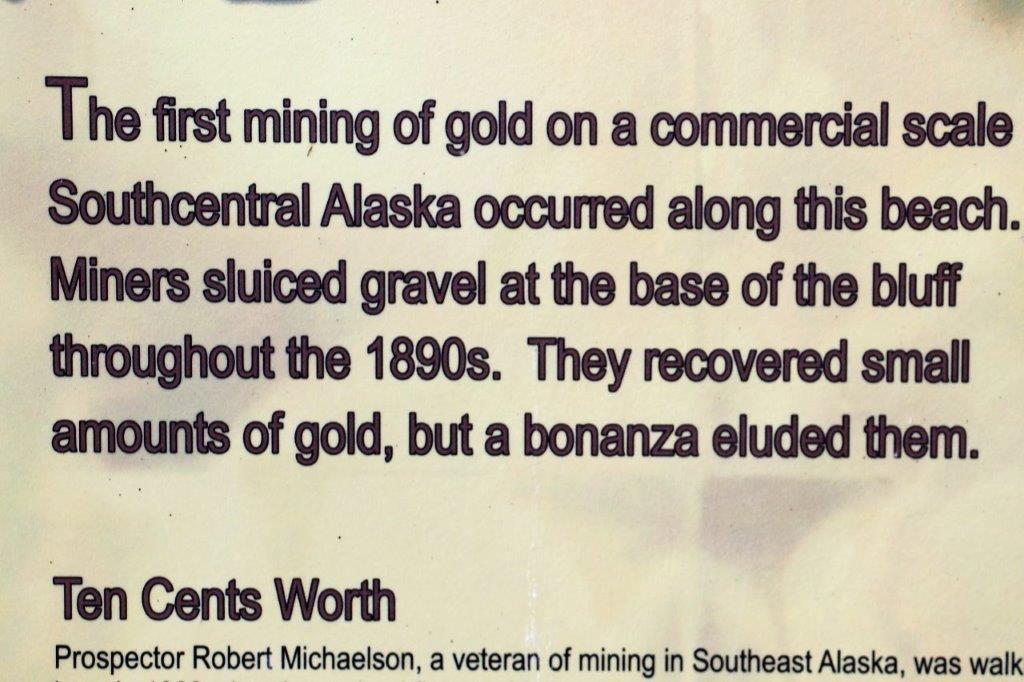 The first mining of gold on a commercial scale
Southcentral Alaska occurred along this beach.
Miners sluiced gravel at the base of the bluff
throughout the 1890s. They recovered small
amounts of gold, but a bonanza eluded them.
Ten Cents Worth
Prospector Robert Michaelson, a veteran of mining in Southeast Alaska, was walk